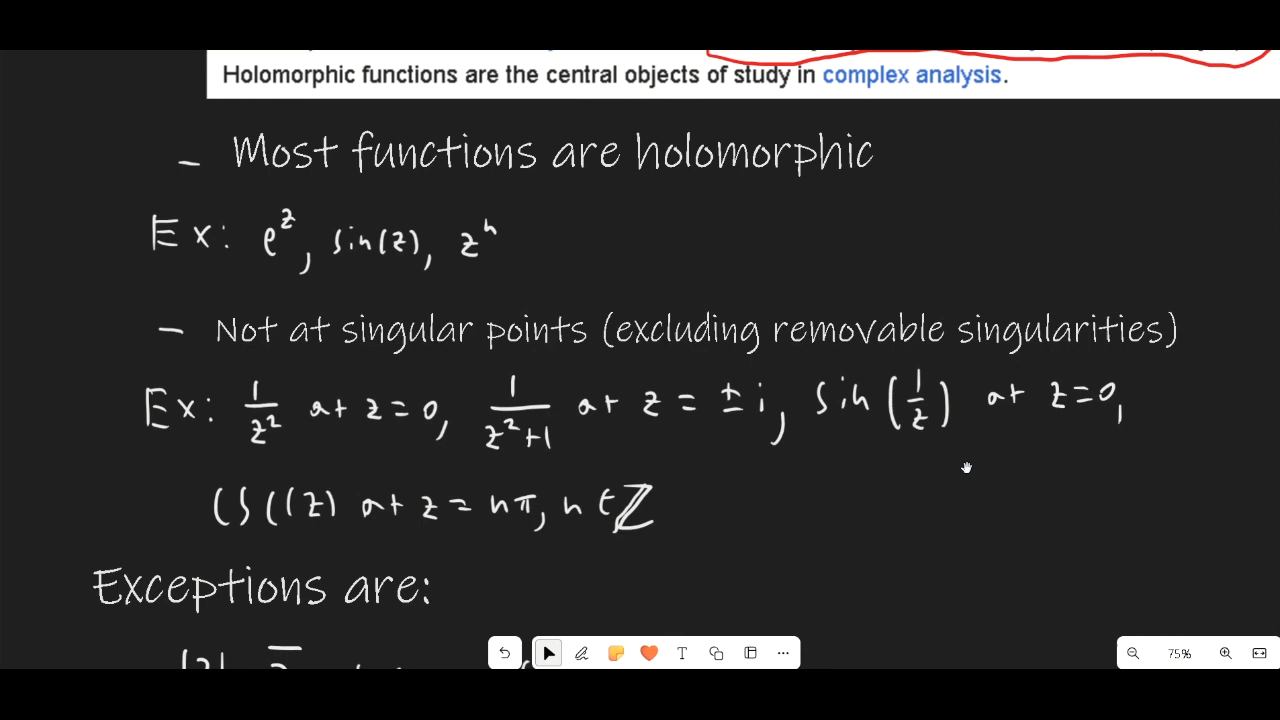 Holomorphic functions are the central objects of study in complex analysis.
- Most functions are holomorphic
Ex: e^z, sin(z), z^n
- Not at singular points (excluding removable singularities)
Ex: 1/z^2 at z=0, 1/(z^2+1) at z=±i, sin(1/z) at z=0,
csc(z) at z=nπ, n∈ℤ
Exceptions are:
75%